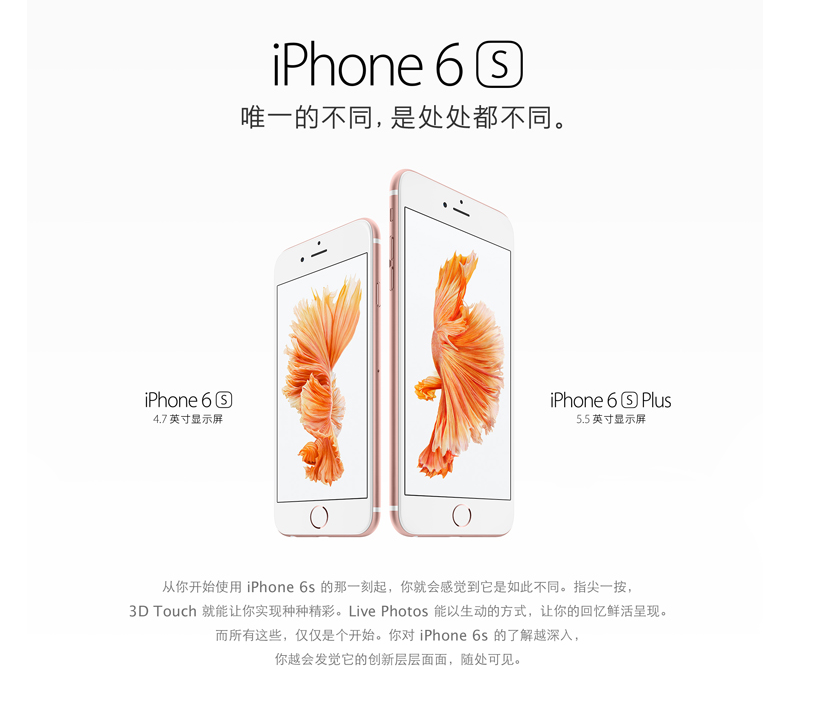 iPhone 6 S
唯一的不同，是处处都不同。
iPhone 6 S
4.7 英寸显示屏
iPhone 6 S Plus
5.5 英寸显示屏
从你开始使用 iPhone 6s 的那一刻起，你就会感觉到它是如此不同。指尖一按，
3D Touch 就能让你实现种种精彩。Live Photos 能以生动的方式，让你的回忆鲜活呈现。
而所有这些，仅仅是个开始。你对 iPhone 6s 的了解越深入，
你越会发觉它的创新层层面面，随处可见。